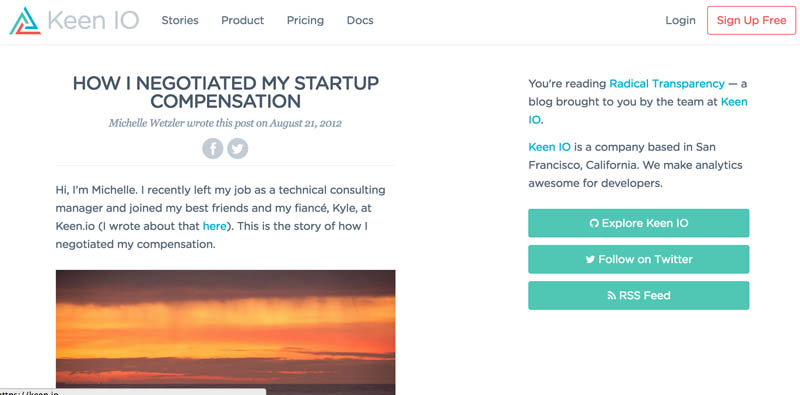 Keen IO Stories Product Pricing Docs Login Sign Up Free
HOW I NEGOTIATED MY STARTUP
COMPENSATION
Michelle Wetzler wrote this post on August 21, 2012
Hi, I'm Michelle. I recently left my job as a technical consulting
manager and joined my best friends and my fiancé, Kyle, at
Keen.io (I wrote about that here). This is the story of how I
negotiated my compensation.
You're reading Radical Transparency — a
blog brought to you by the team at Keen
IO.
Keen IO is a company based in San
Francisco, California. We make analytics
awesome for developers.
Explore Keen IO
Follow on Twitter
RSS Feed
https://keen.io